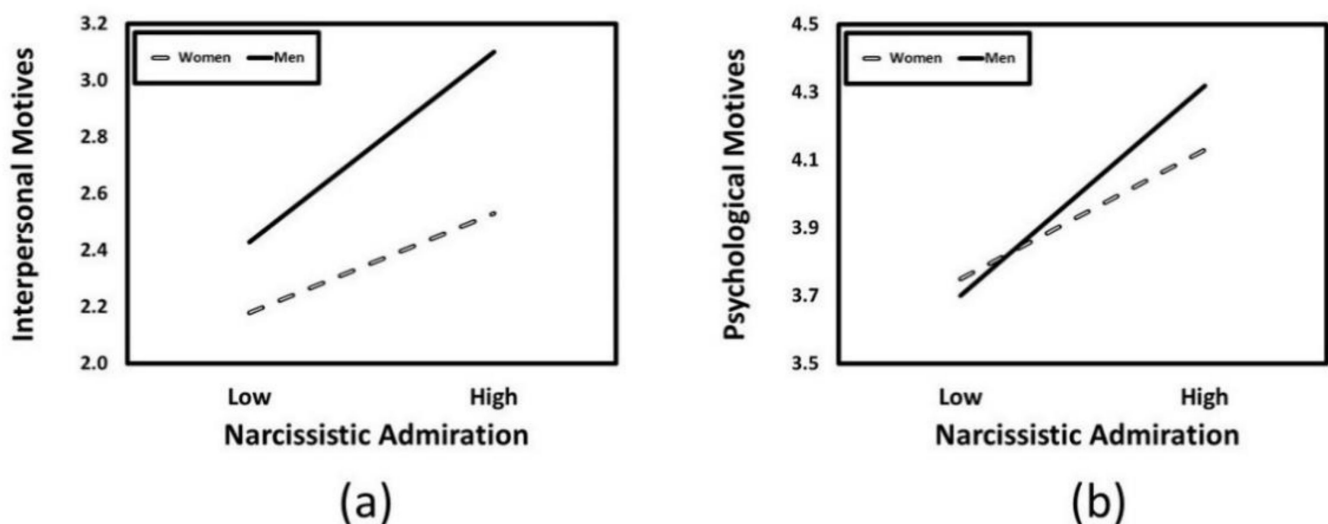 Interpersonal Motives
3.2
3.0
2.8
2.6
2.4
2.2
2.0
Women Men
Low High
Narcissistic Admiration
(a)
Psychological Motives
4.5
4.3
4.1
3.9
3.7
3.5
Women Men
Low High
Narcissistic Admiration
(b)